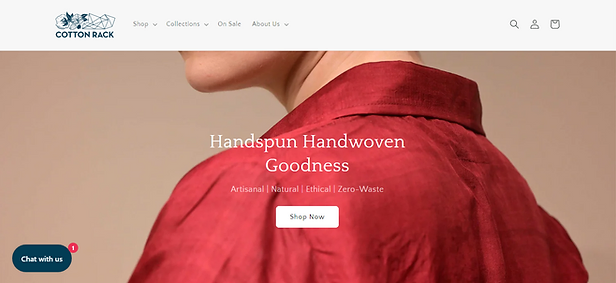 COTTON RACK
Shop
Collections
On Sale
About Us
Handspun Handwoven
Goodness
Artisanal | Natural | Ethical | Zero-Waste
Shop Now
Chat with us
1